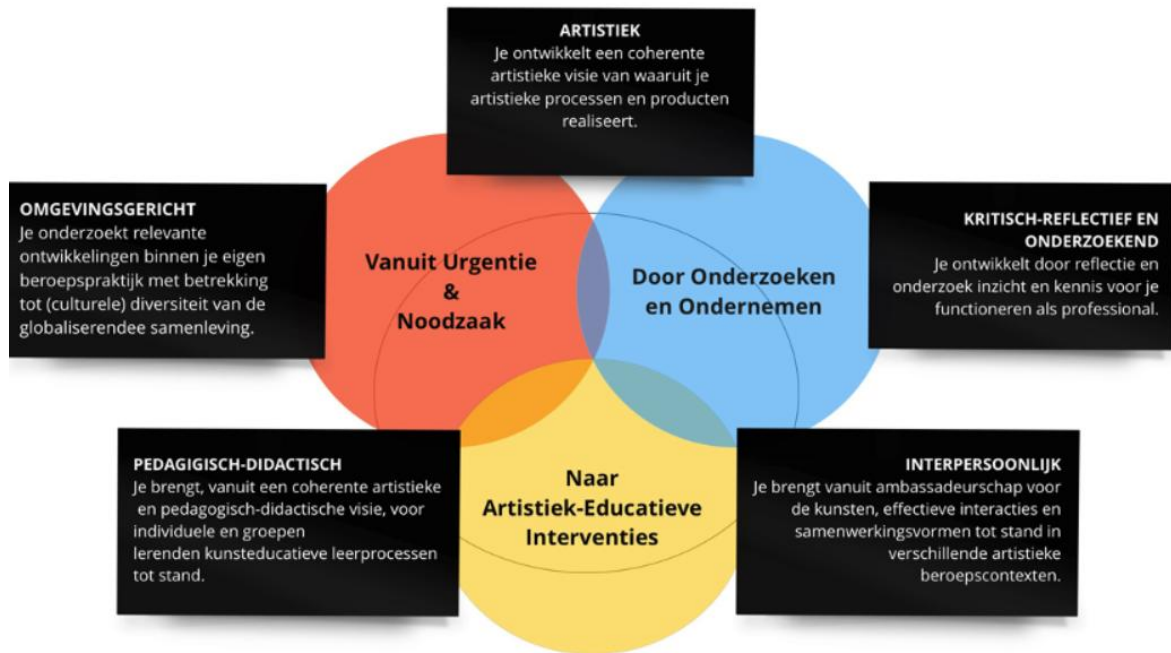 ARTISTIEK
Je ontwikkelt een coherente
artistieke visie van waaruit je
artistieke processen en producten
realiseert.
OMGEVINGSGERICHT
Je onderzoekt relevante
ontwikkelingen binnen je eigen
beroepspraktijk met betrekking
tot (culturele) diversiteit van de
globaliserendee samenleving.
Vanuit Urgentie
&
Noodzaak
Door Onderzoeken
en Ondernemen
KRITISCH-REFLECTIEF EN
ONDERZOEKEND
Je ontwikkelt door reflectie en
onderzoek inzicht en kennis voor je
functioneren als professional.
PEDAGIGISCH-DIDACTISCH
Je brengt, vanuit een coherente artistieke
en pedagogisch-didactische visie, voor
individuele en groepen
lerenden kunsteducatieve leerprocessen
tot stand.
Naar
Artistiek-Educatieve
Interventies
INTERPERSOONLIJK
Je brengt vanuit ambassadeurschap voor
de kunsten, effectieve interacties en
samenwerkingsvormen tot stand in
verschillende artistieke
beroepscontexten.